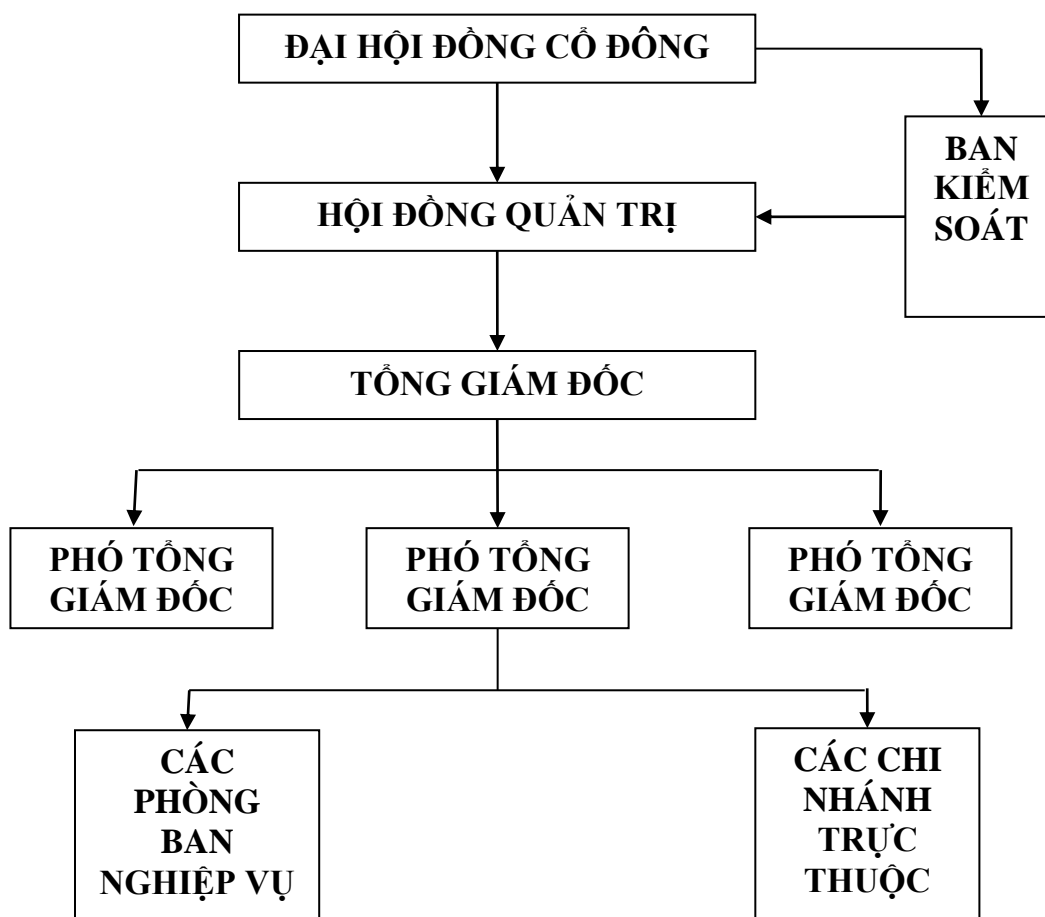 ĐẠI HỘI ĐỒNG CỔ ĐÔNG
BAN
KIỂM
SOÁT
HỘI ĐỒNG QUẢN TRỊ
TỔNG GIÁM ĐỐC
PHÓ TỔNG
GIÁM ĐỐC
PHÓ TỔNG
GIÁM ĐỐC
PHÓ TỔNG
GIÁM ĐỐC
CÁC
PHÒNG
BAN
NGHIỆP VỤ
CÁC CHI
NHÁNH
TRỰC
THUỘC